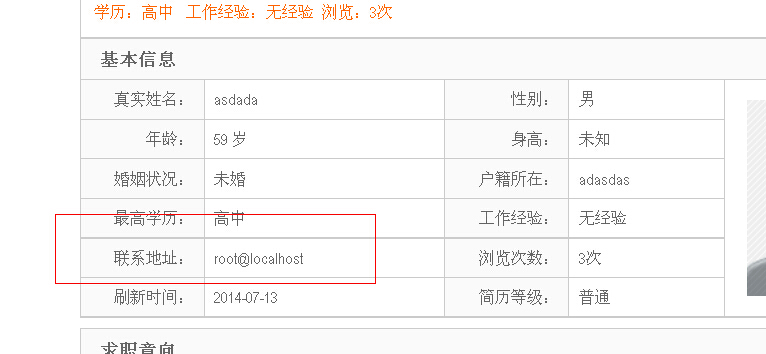 学历：高中 工作经验：无经验 浏览：3次
基本信息
真实姓名： asdada 性别： 男
年龄： 59 岁 身高： 未知
婚姻状况： 未婚 户籍所在： adasdas
最高学历： 高中 工作经验： 无经验
联系地址： root@localhost 浏览次数： 3次
刷新时间： 2014-07-13 简历等级： 普通
求职意向